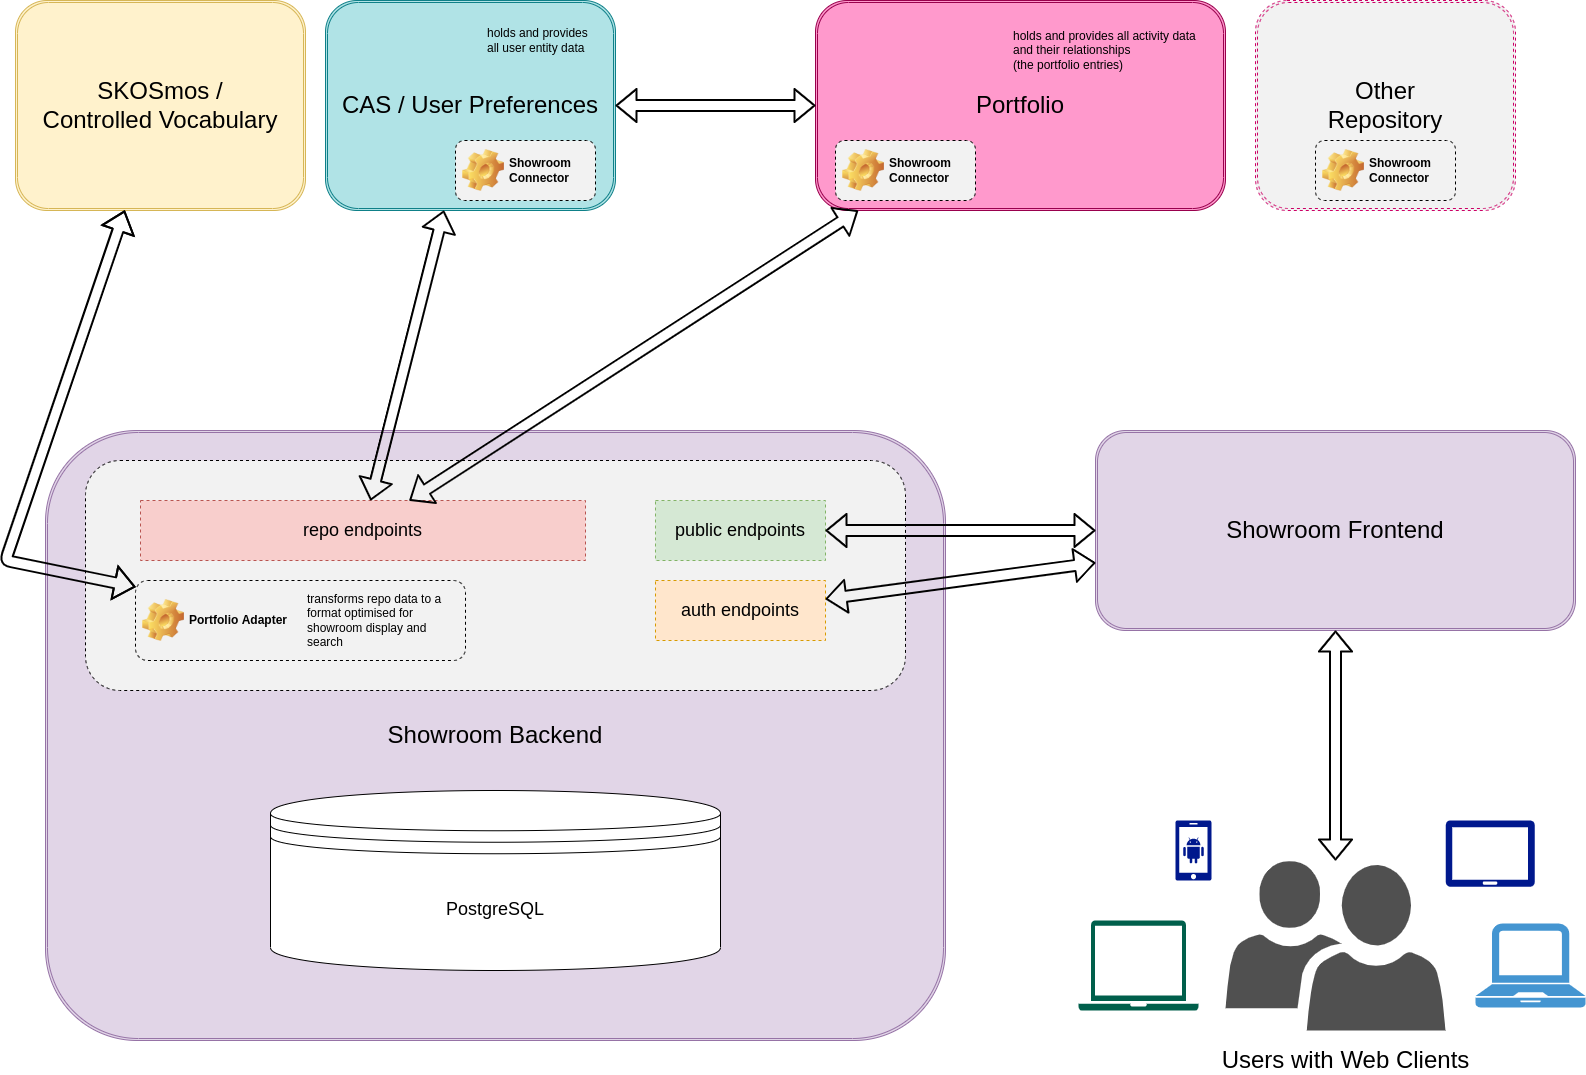 SKOSmos /
Controlled Vocabulary
holds and provides
all user entity data
CAS / User Preferences
Showroom
Connector
holds and provides all activity data
and their relationships
(the portfolio entries)
Portfolio
Showroom
Connector
Other
Repository
Showroom
Connector
repo endpoints
public endpoints
Portfolio Adapter
transforms repo data to a
format optimised for
showroom display and
search
auth endpoints
Showroom Backend
PostgreSQL
Showroom Frontend
Users with Web Clients